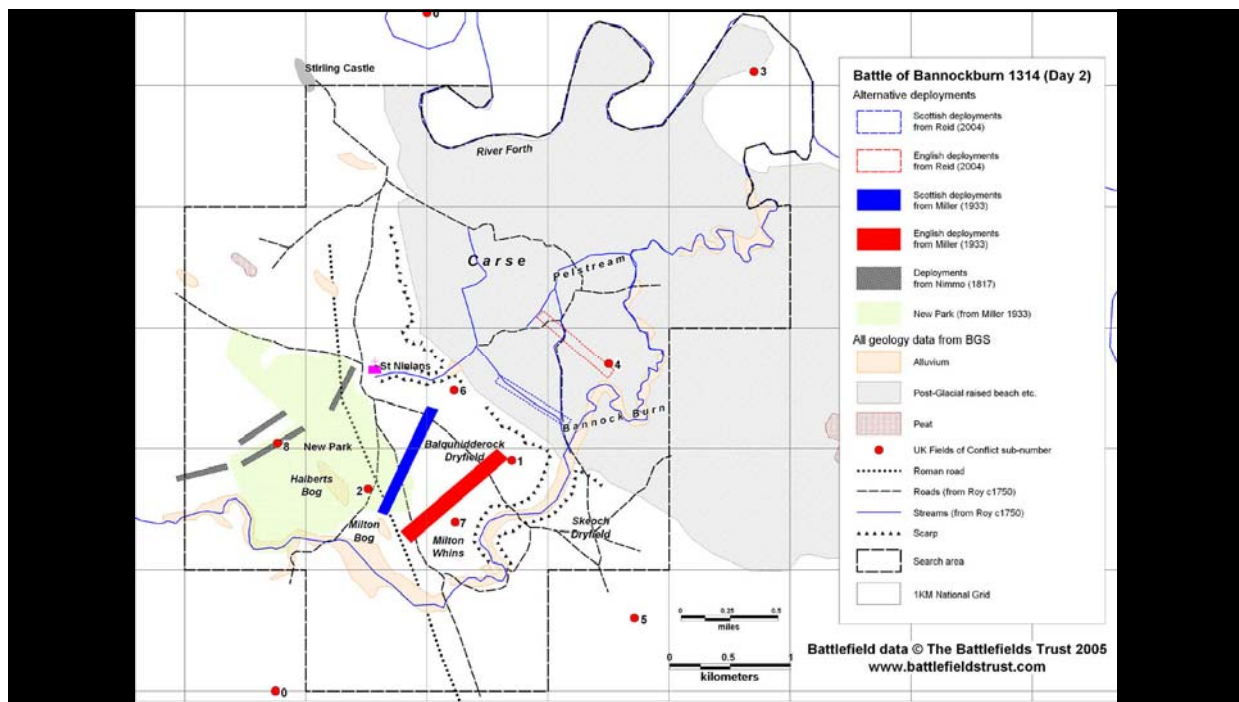 0
Stirling Castle
3
River Forth
Carse
Pelstream
St Ninians
4
6
Bannock Burn
New Park
8
Balquhidderock
Dryfield
1
Halberts
Bog
2
Milton
Bog
7
Milton
Whins
Skeoch
Dryfield
5
0
0 0.25 0.5
miles
0 0.5 1
kilometers
Battle of Bannockburn 1314 (Day 2)
Alternative deployments
Scottish deployments
from Reid (2004)
English deployments
from Reid (2004)
Scottish deployments
from Miller (1933)
English deployments
from Miller (1933)
Deployments
from Nimmo (1817)
New Park (from Miller 1933)
All geology data from BGS
Alluvium
Post-Glacial raised beach etc.
Peat
UK Fields of Conflict sub-number
Roman road
Roads (from Roy c1750)
Streams (from Roy c1750)
Scarp
Search area
1KM National Grid
Battlefield data © The Battlefields Trust 2005
www.battlefieldstrust.com